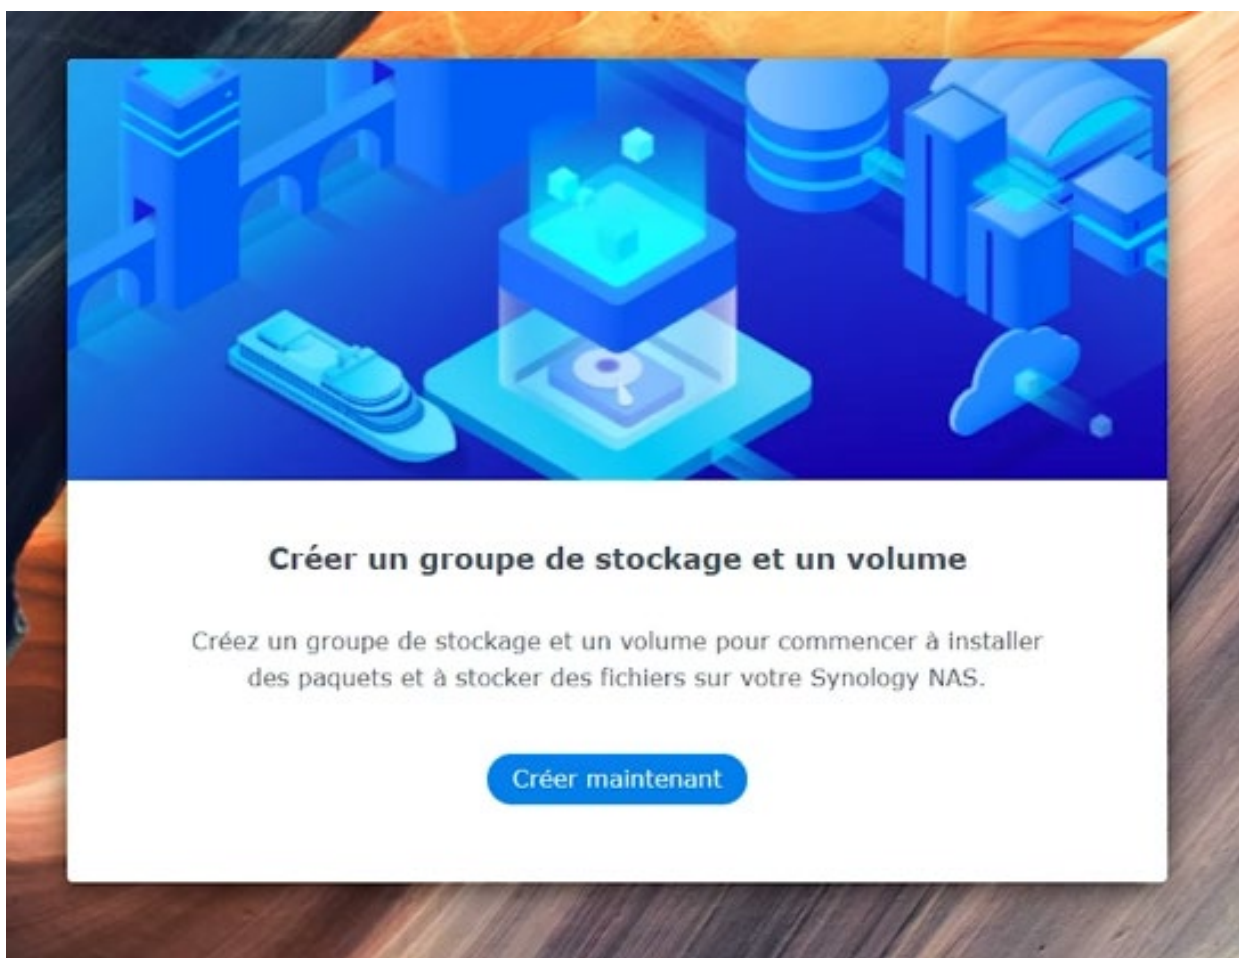 Créer un groupe de stockage et un volume
Créez un groupe de stockage et un volume pour commencer à installer
des paquets et à stocker des fichiers sur votre Synology NAS.
Créer maintenant